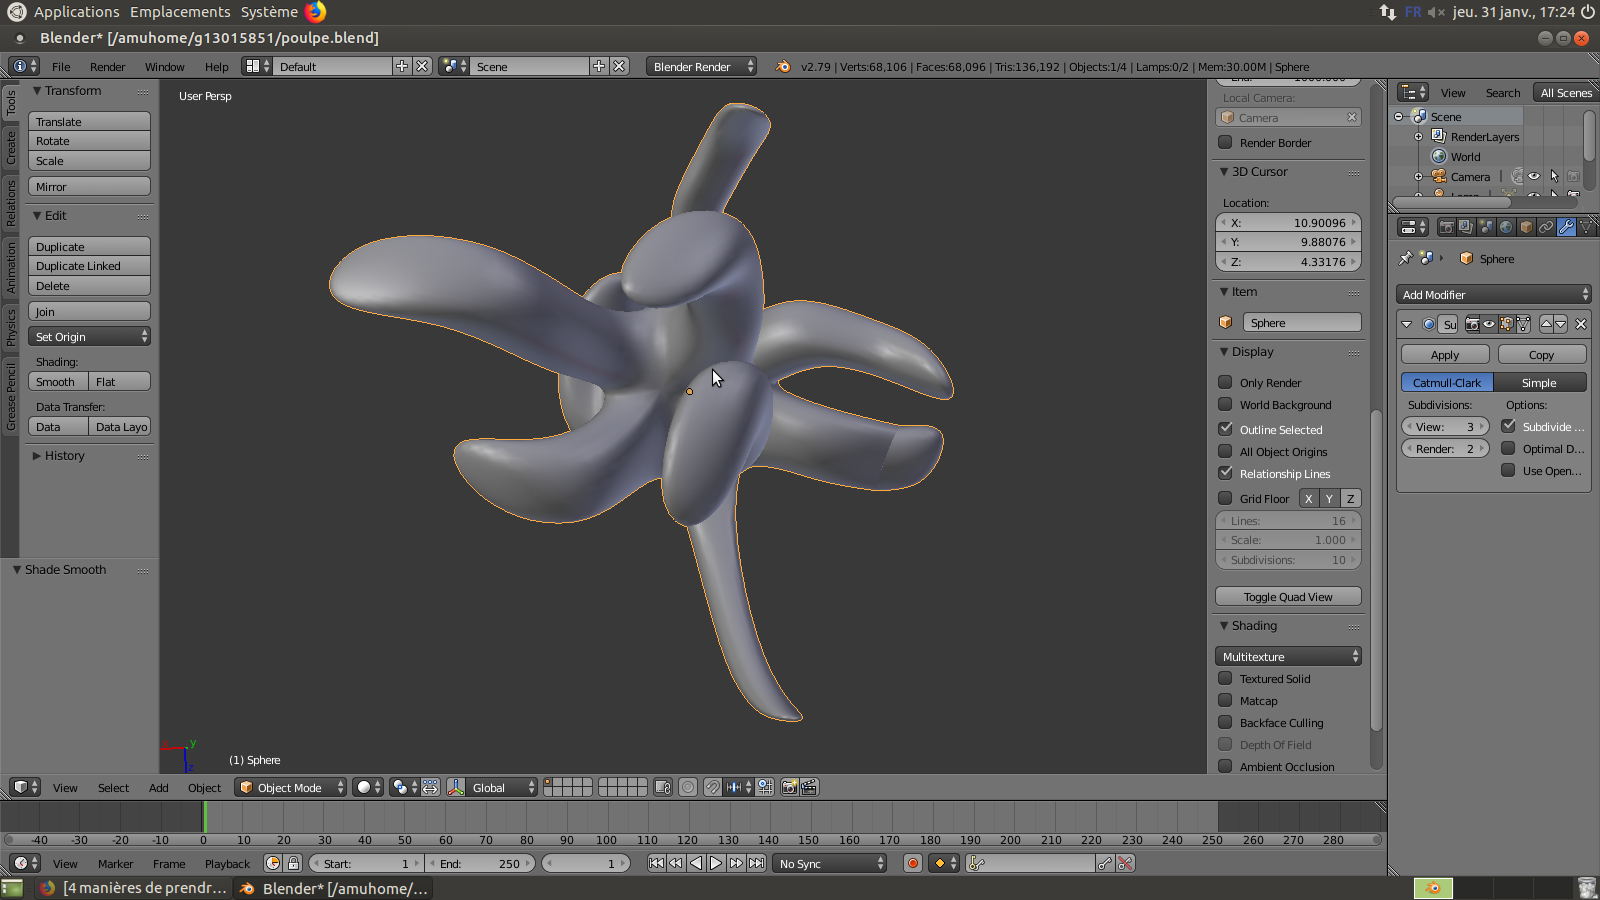 Applications Emplacements Système FR jeu. 31 janv., 17:24
Blender* [/amuhome/g13015851/poulpe.blend]
File Render Window Help Default Scene Blender Render v2.79 | Verts:68,106 | Faces:68,096 | Tris:136,192 | Objects:1/4 | Lamps:0/2 | Mem:30.00M | Sphere
Tools
Create
Relations
Animation
Physics
Grease Pencil
Transform
Translate
Rotate
Scale
Mirror
Edit
Duplicate
Duplicate Linked
Delete
Join
Set Origin
Shading:
Smooth Flat
Data Transfer:
Data Data Layo
History
Shade Smooth
User Persp
x y z
(1) Sphere
Local Camera:
Camera
Render Border
3D Cursor
Location:
X: 10.90096
Y: 9.88076
Z: 4.33176
Item
Sphere
Display
Only Render
World Background
Outline Selected
All Object Origins
Relationship Lines
Grid Floor X Y Z
Lines: 16
Scale: 1.000
Subdivisions: 10
Toggle Quad View
Shading
Multitexture
Textured Solid
Matcap
Backface Culling
Depth Of Field
Ambient Occlusion
View Search All Scenes
Scene
RenderLayers
World
Camera |
Sphere
Add Modifier
Su
Apply Copy
Catmull-Clark Simple
Subdivisions: Options:
View: 3 Subdivide ...
Render: 2 Optimal D...
Use Open...
View Select Add Object Object Mode Global
-40 -30 -20 -10 0 10 20 30 40 50 60 70 80 90 100 110 120 130 140 150 160 170 180 190 200 210 220 230 240 250 260 270 280
View Marker Frame Playback Start: 1 End: 250 1 No Sync
[4 manières de prendr... Blender* [/amuhome/...